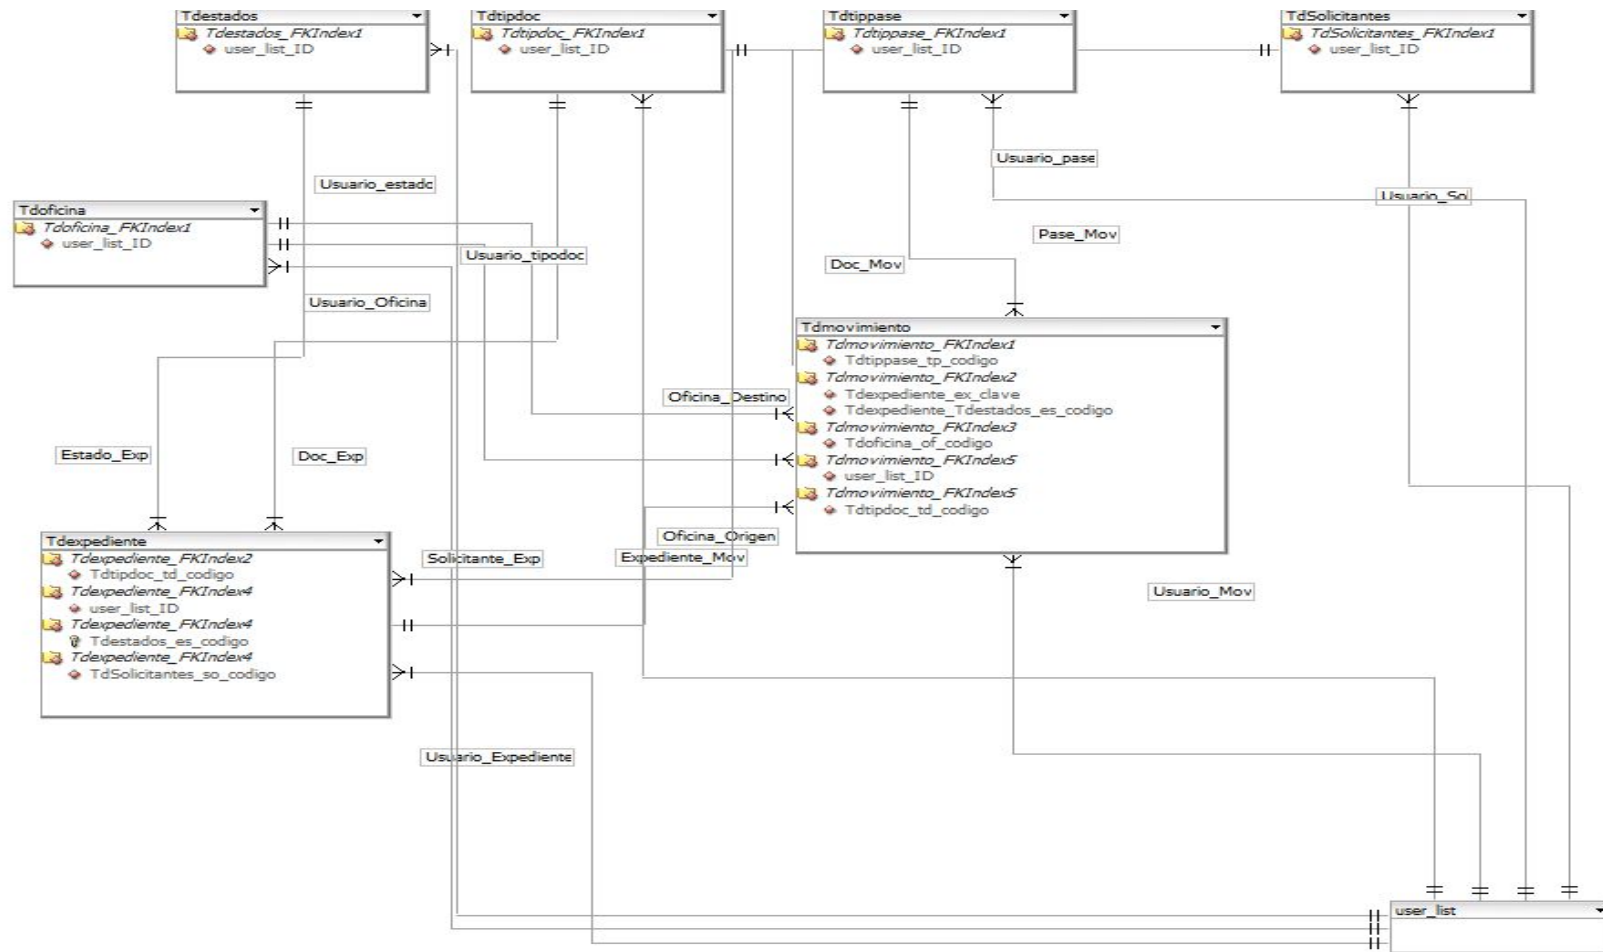 Tdestados
Tdestados_FKIndex1
user_list_ID
Tdtipdoc
Tdtipdoc_FKIndex1
user_list_ID
Tdtippase
Tdtippase_FKIndex1
user_list_ID
TdSolicitantes
TdSolicitantes_FKIndex1
user_list_ID
Usuario_pase
Usuario_estado
Usuario_Sol
Tdoficina
Tdoficina_FKIndex1
user_list_ID
Pase_Mov
Usuario_tipodoc
Doc_Mov
Usuario_Oficina
Tdmovimiento
Tdmovimiento_FKIndex1
Tdtippase_tp_codigo
Tdmovimiento_FKIndex2
Tdexpediente_ex_clave
Tdexpediente_Tdestados_es_codigo
Tdmovimiento_FKIndex3
Tdoficina_of_codigo
Tdmovimiento_FKIndex5
user_list_ID
Tdmovimiento_FKIndex5
Tdtipdoc_td_codigo
Oficina_Destino
Estado_Exp
Doc_Exp
Oficina_Origen
Tdexpediente
Tdexpediente_FKIndex2
Tdtipdoc_td_codigo
Tdexpediente_FKIndex4
user_list_ID
Tdexpediente_FKIndex4
Tdestados_es_codigo
Tdexpediente_FKIndex4
TdSolicitantes_so_codigo
Solicitante_Exp
Expediente_Mov
Usuario_Mov
Usuario_Expediente
user_list